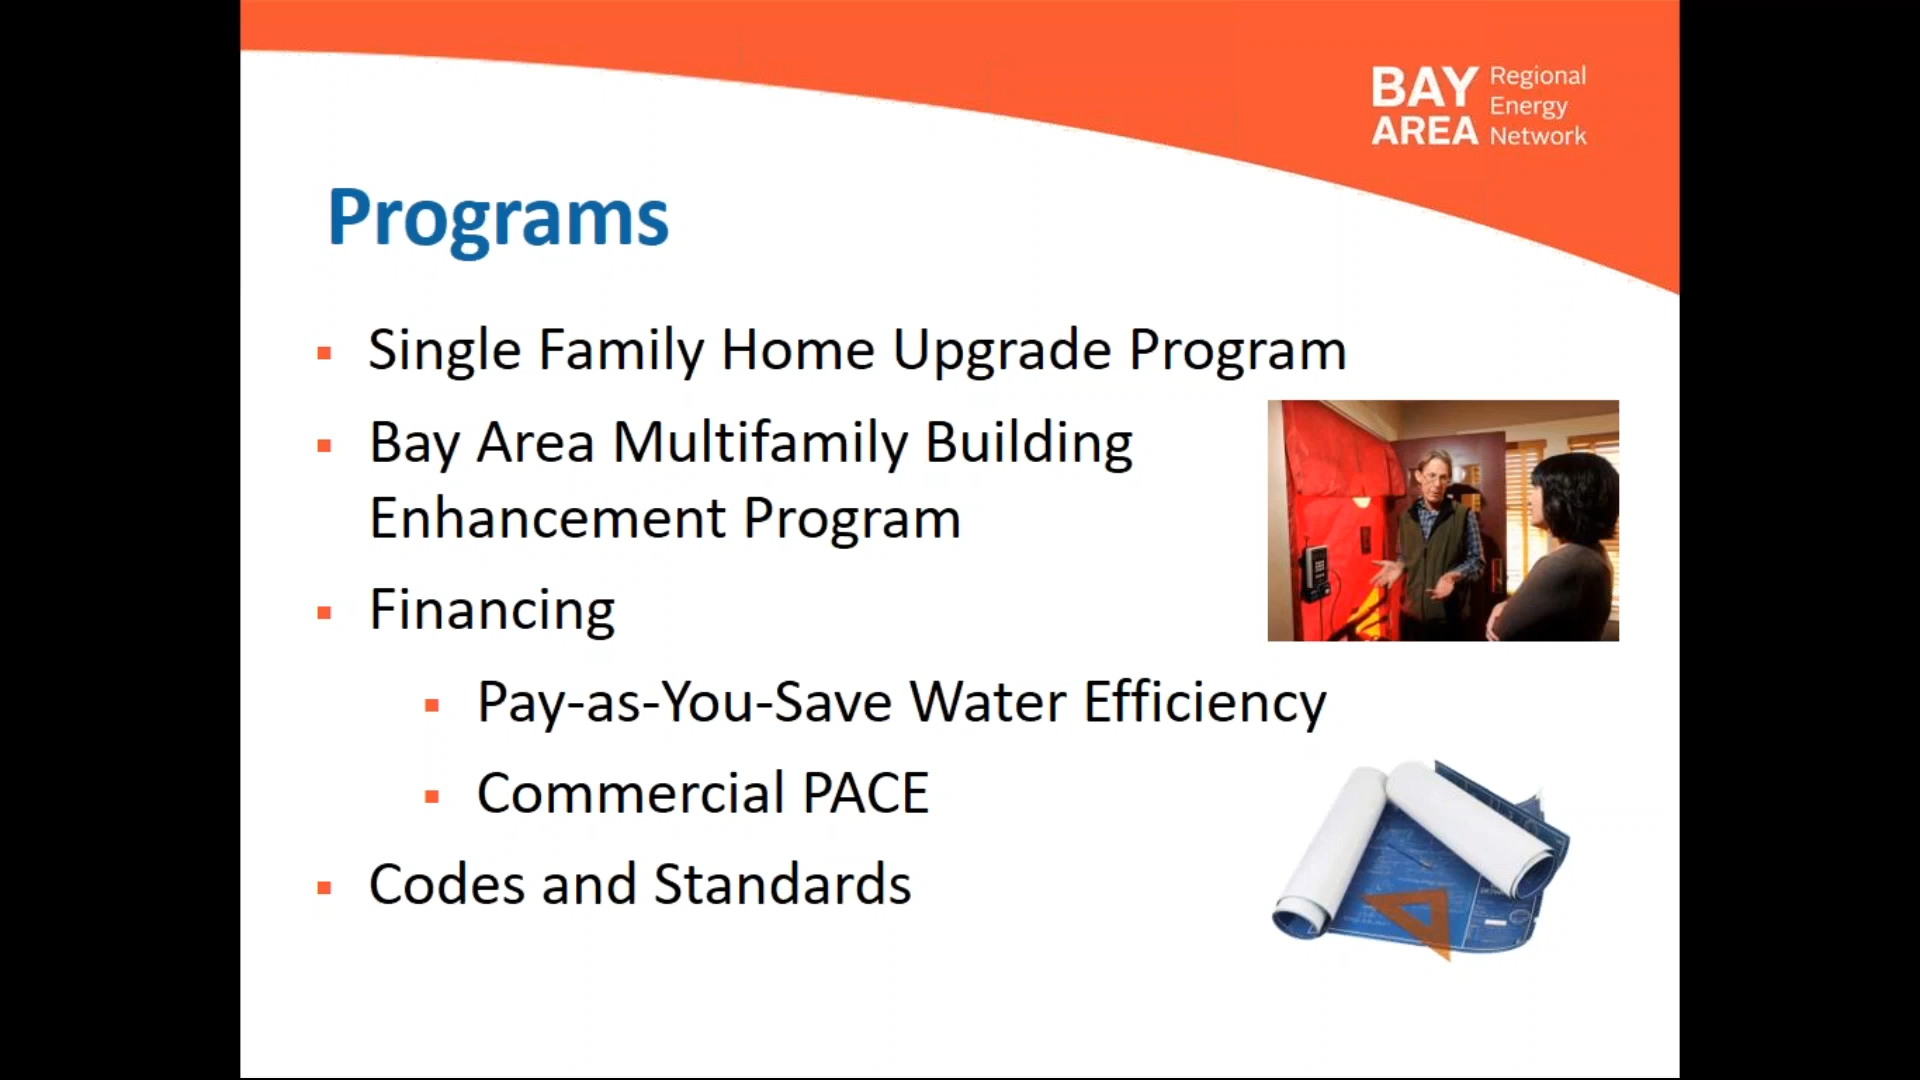 BAY AREA
Regional
Energy
Network
Programs
Single Family Home Upgrade Program
Bay Area Multifamily Building
Enhancement Program
Financing
Pay-as-You-Save Water Efficiency
Commercial PACE
Codes and Standards